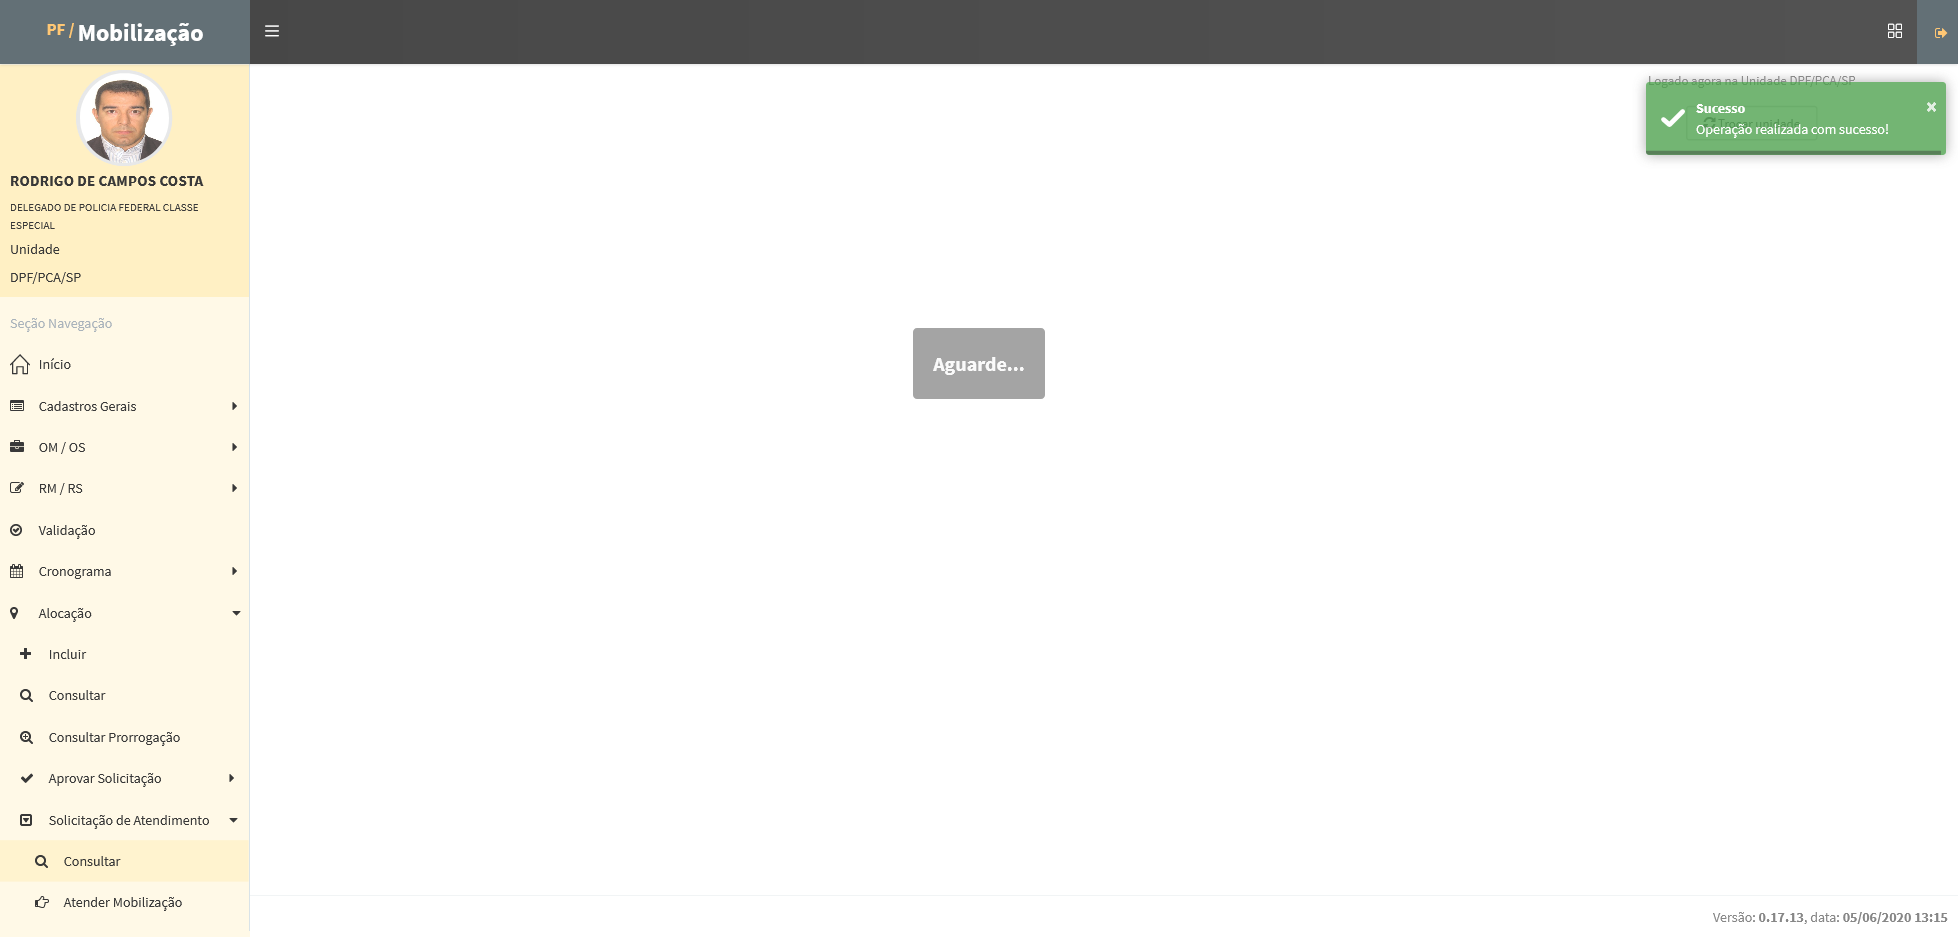 PF / Mobilização
Logado agora na Unidade DPF/PCA/SP
Sucesso
Trocar unidade
Operação realizada com sucesso!
RODRIGO DE CAMPOS COSTA
DELEGADO DE POLICIA FEDERAL CLASSE
ESPECIAL
Unidade
DPF/PCA/SP
Seção Navegação
Início
Cadastros Gerais
OM / OS
RM / RS
Validação
Cronograma
Alocação
Incluir
Consultar
Consultar Prorrogação
Aprovar Solicitação
Solicitação de Atendimento
Consultar
Atender Mobilização
Aguarde...
Versão: 0.17.13, data: 05/06/2020 13:15